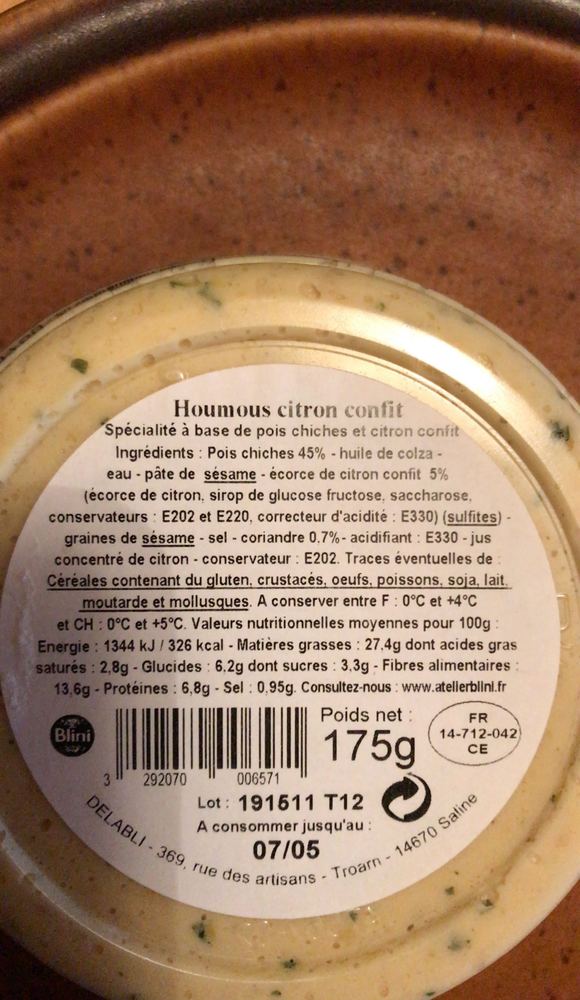 Houmous citron confit
Spécialité à base de pois chiches et citron confit
Ingrédients : Pois chiches 45% - huile de colza -
eau - pâte de sésame - écorce de citron confit 5%
(écorce de citron, sirop de glucose fructose, saccharose,
conservateurs : E202 et E220, correcteur d'acidité : E330) (sulfites) -
graines de sésame - sel - coriandre 0.7% - acidifiant : E330 - jus
concentré de citron - conservateur : E202. Traces éventuelles de :
Céréales contenant du gluten, crustacés, oeufs, poissons, soja, lait,
moutarde et mollusques. A conserver entre F : 0°C et +4°C
et CH : 0°C et +5°C. Valeurs nutritionnelles moyennes pour 100g :
Energie : 1344 kJ / 326 kcal - Matières grasses : 27,4g dont acides gras
saturés : 2,8g - Glucides : 6.2g dont sucres : 3.3g - Fibres alimentaires :
13,6g - Protéines : 6,8g - Sel : 0,95g. Consultez-nous : www.atelierblini.fr
Blini
3 292070 006571
Poids net :
175g
FR
14-712-042
CE
Lot : 191511 T12
A consommer jusqu'au :
07/05
DELABLI - 369, rue des artisans - Troarn - 14670 Saline